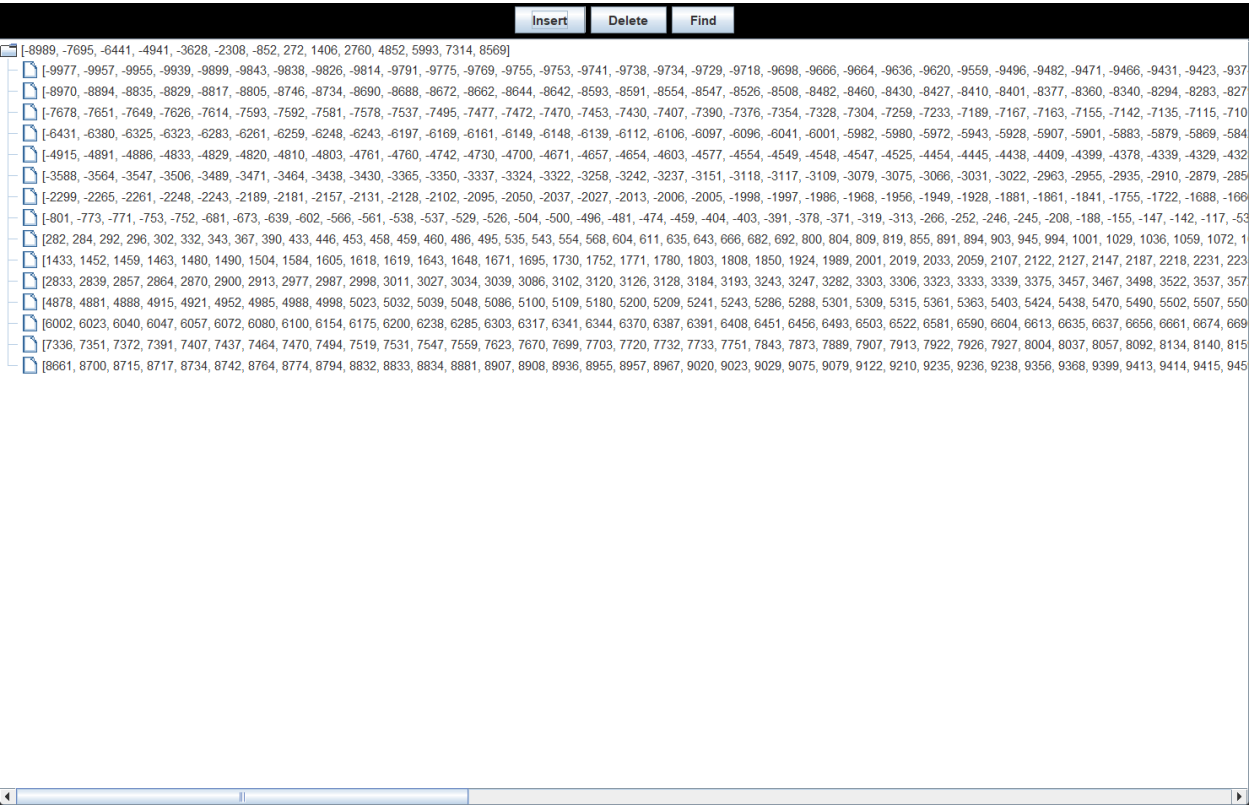 Insert Delete Find
[-8989, -7695, -6441, -4941, -3628, -2308, -852, 272, 1406, 2760, 4852, 5993, 7314, 8569]
[-9977, -9957, -9955, -9939, -9899, -9843, -9838, -9826, -9814, -9791, -9775, -9769, -9755, -9753, -9741, -9738, -9734, -9729, -9718, -9698, -9666, -9664, -9636, -9620, -9559, -9496, -9482, -9471, -9466, -9431, -9423, -937
[-8970, -8894, -8835, -8829, -8817, -8805, -8746, -8734, -8690, -8688, -8672, -8662, -8644, -8642, -8593, -8591, -8554, -8547, -8526, -8508, -8482, -8460, -8430, -8427, -8410, -8401, -8377, -8360, -8340, -8294, -8283, -827
[-7678, -7651, -7649, -7626, -7614, -7593, -7592, -7581, -7578, -7537, -7495, -7477, -7472, -7470, -7453, -7430, -7407, -7390, -7376, -7354, -7328, -7304, -7259, -7233, -7189, -7167, -7163, -7155, -7142, -7135, -7115, -710
[-6431, -6380, -6325, -6323, -6283, -6261, -6259, -6248, -6243, -6197, -6169, -6161, -6149, -6148, -6139, -6112, -6106, -6097, -6096, -6041, -6001, -5982, -5980, -5972, -5943, -5928, -5907, -5901, -5883, -5879, -5869, -584
[-4915, -4891, -4886, -4833, -4829, -4820, -4810, -4803, -4761, -4760, -4742, -4730, -4700, -4671, -4657, -4654, -4603, -4577, -4554, -4549, -4548, -4547, -4525, -4454, -4445, -4438, -4409, -4399, -4378, -4339, -4329, -432
[-3588, -3564, -3547, -3506, -3489, -3471, -3464, -3438, -3430, -3365, -3350, -3337, -3324, -3322, -3258, -3242, -3237, -3151, -3118, -3117, -3109, -3079, -3075, -3066, -3031, -3022, -2963, -2955, -2935, -2910, -2879, -285
[-2299, -2265, -2261, -2248, -2243, -2189, -2181, -2157, -2131, -2128, -2102, -2095, -2050, -2037, -2027, -2013, -2006, -2005, -1998, -1997, -1986, -1968, -1956, -1949, -1928, -1881, -1861, -1841, -1755, -1722, -1688, -166
[-801, -773, -771, -753, -752, -681, -673, -639, -602, -566, -561, -538, -537, -529, -526, -504, -500, -496, -481, -474, -459, -404, -403, -391, -378, -371, -319, -313, -266, -252, -246, -245, -208, -188, -155, -147, -142, -117, -53
[282, 284, 292, 296, 302, 332, 343, 367, 390, 433, 446, 453, 458, 459, 460, 486, 495, 535, 543, 554, 568, 604, 611, 635, 643, 666, 682, 692, 800, 804, 809, 819, 855, 891, 894, 903, 945, 994, 1001, 1029, 1036, 1059, 1072, 1
[1433, 1452, 1459, 1463, 1480, 1490, 1504, 1584, 1605, 1618, 1619, 1643, 1648, 1671, 1695, 1730, 1752, 1771, 1780, 1803, 1808, 1850, 1924, 1989, 2001, 2019, 2033, 2059, 2107, 2122, 2127, 2147, 2187, 2218, 2231, 223
[2833, 2839, 2857, 2864, 2870, 2900, 2913, 2977, 2987, 2998, 3011, 3027, 3034, 3039, 3086, 3102, 3120, 3126, 3128, 3184, 3193, 3243, 3247, 3282, 3303, 3306, 3323, 3333, 3339, 3375, 3457, 3467, 3498, 3522, 3537, 357
[4878, 4881, 4888, 4915, 4921, 4952, 4985, 4988, 4998, 5023, 5032, 5039, 5048, 5086, 5100, 5109, 5180, 5200, 5209, 5241, 5243, 5286, 5288, 5301, 5309, 5315, 5361, 5363, 5403, 5424, 5438, 5470, 5490, 5502, 5507, 550
[6002, 6023, 6040, 6047, 6057, 6072, 6080, 6100, 6154, 6175, 6200, 6238, 6285, 6303, 6317, 6341, 6344, 6370, 6387, 6391, 6408, 6451, 6456, 6493, 6503, 6522, 6581, 6590, 6604, 6613, 6635, 6637, 6656, 6661, 6674, 669
[7336, 7351, 7372, 7391, 7407, 7437, 7464, 7470, 7494, 7519, 7531, 7547, 7559, 7623, 7670, 7699, 7703, 7720, 7732, 7733, 7751, 7843, 7873, 7889, 7907, 7913, 7922, 7926, 7927, 8004, 8037, 8057, 8092, 8134, 8140, 815
[8661, 8700, 8715, 8717, 8734, 8742, 8764, 8774, 8794, 8832, 8833, 8834, 8881, 8907, 8908, 8936, 8955, 8957, 8967, 9020, 9023, 9029, 9075, 9079, 9122, 9210, 9235, 9236, 9238, 9356, 9368, 9399, 9413, 9414, 9415, 945